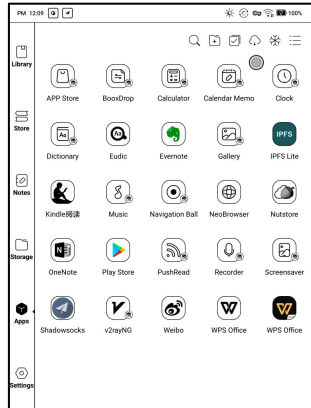 PM 12:09 100%
Library
APP Store BooxDrop Calculator Calendar Memo Clock
Store
Aa
IPFS
Dictionary Eudic Evernote Gallery IPFS Lite
Notes
Kindle阅读 Music Navigation Ball NeoBrowser Nutstore
Storage
N
OneNote Play Store PushRead Recorder Screensaver
Apps
Shadowsocks v2rayNG Weibo WPS Office WPS Office
Settings